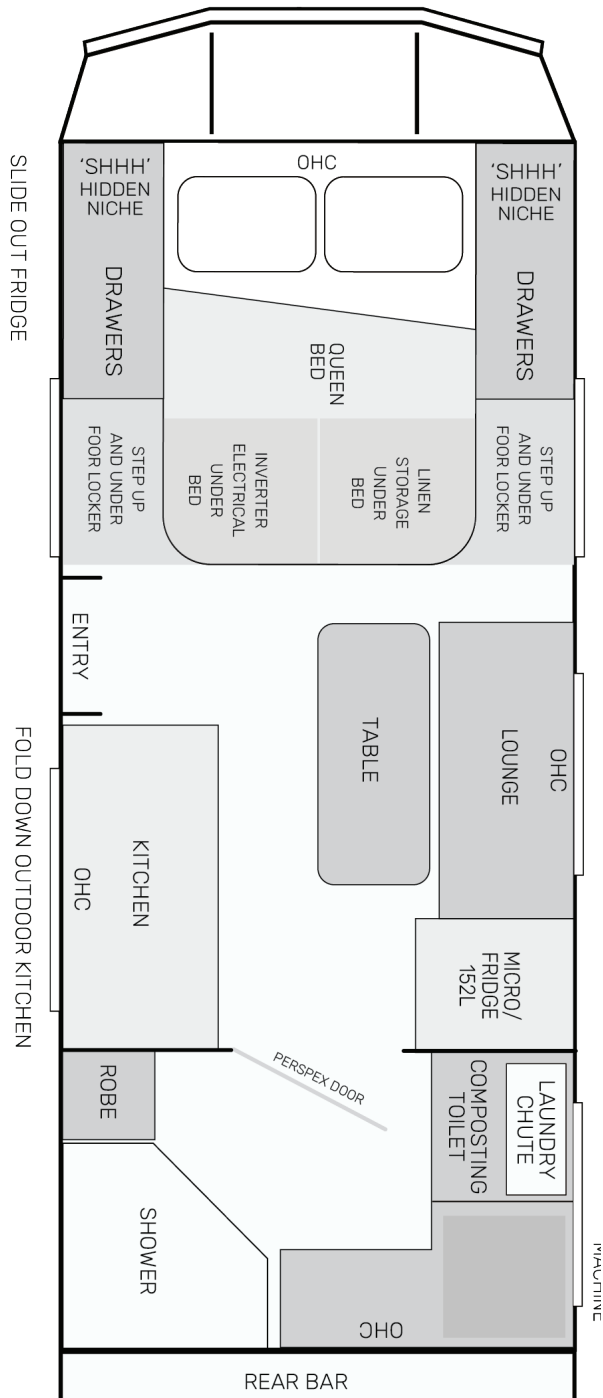 OHC
'SHHH'
HIDDEN
NICHE
'SHHH'
HIDDEN
NICHE
SLIDE OUT FRIDGE
DRAWERS
DRAWERS
QUEEN
BED
STEP UP
AND UNDER
FOOR LOCKER
INVERTER
ELECTRICAL
UNDER
BED
LINEN
STORAGE
UNDER
BED
STEP UP
AND UNDER
FOOR LOCKER
ENTRY
TABLE
LOUNGE
OHC
FOLD DOWN OUTDOOR KITCHEN
KITCHEN
OHC
MICRO/
FRIDGE
152L
PERSPEX DOOR
ROBE
COMPOSTING
TOILET
LAUNDRY
CHUTE
SHOWER
MACHINE
OHC
REAR BAR